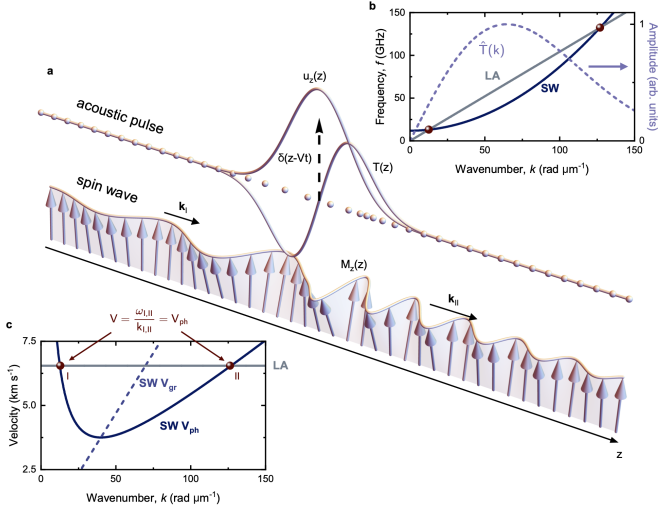 b
150
125
100
75
50
25
0
Frequency, f (GHz)
T̂(k)
LA
SW
1
0
Amplitude (arb. units)
0 50 100 150
Wavenumber, k (rad μm⁻¹)
a
u_z(z)
acoustic pulse
δ(z-Vt)
T(z)
spin wave
k_I
M_z(z)
k_II
z
c
V = ω_I,II / k_I,II = V_ph
7.5
5.0
2.5
Velocity (km s⁻¹)
I
II
LA
SW V_gr
SW V_ph
0 50 100 150
Wavenumber, k (rad μm⁻¹)